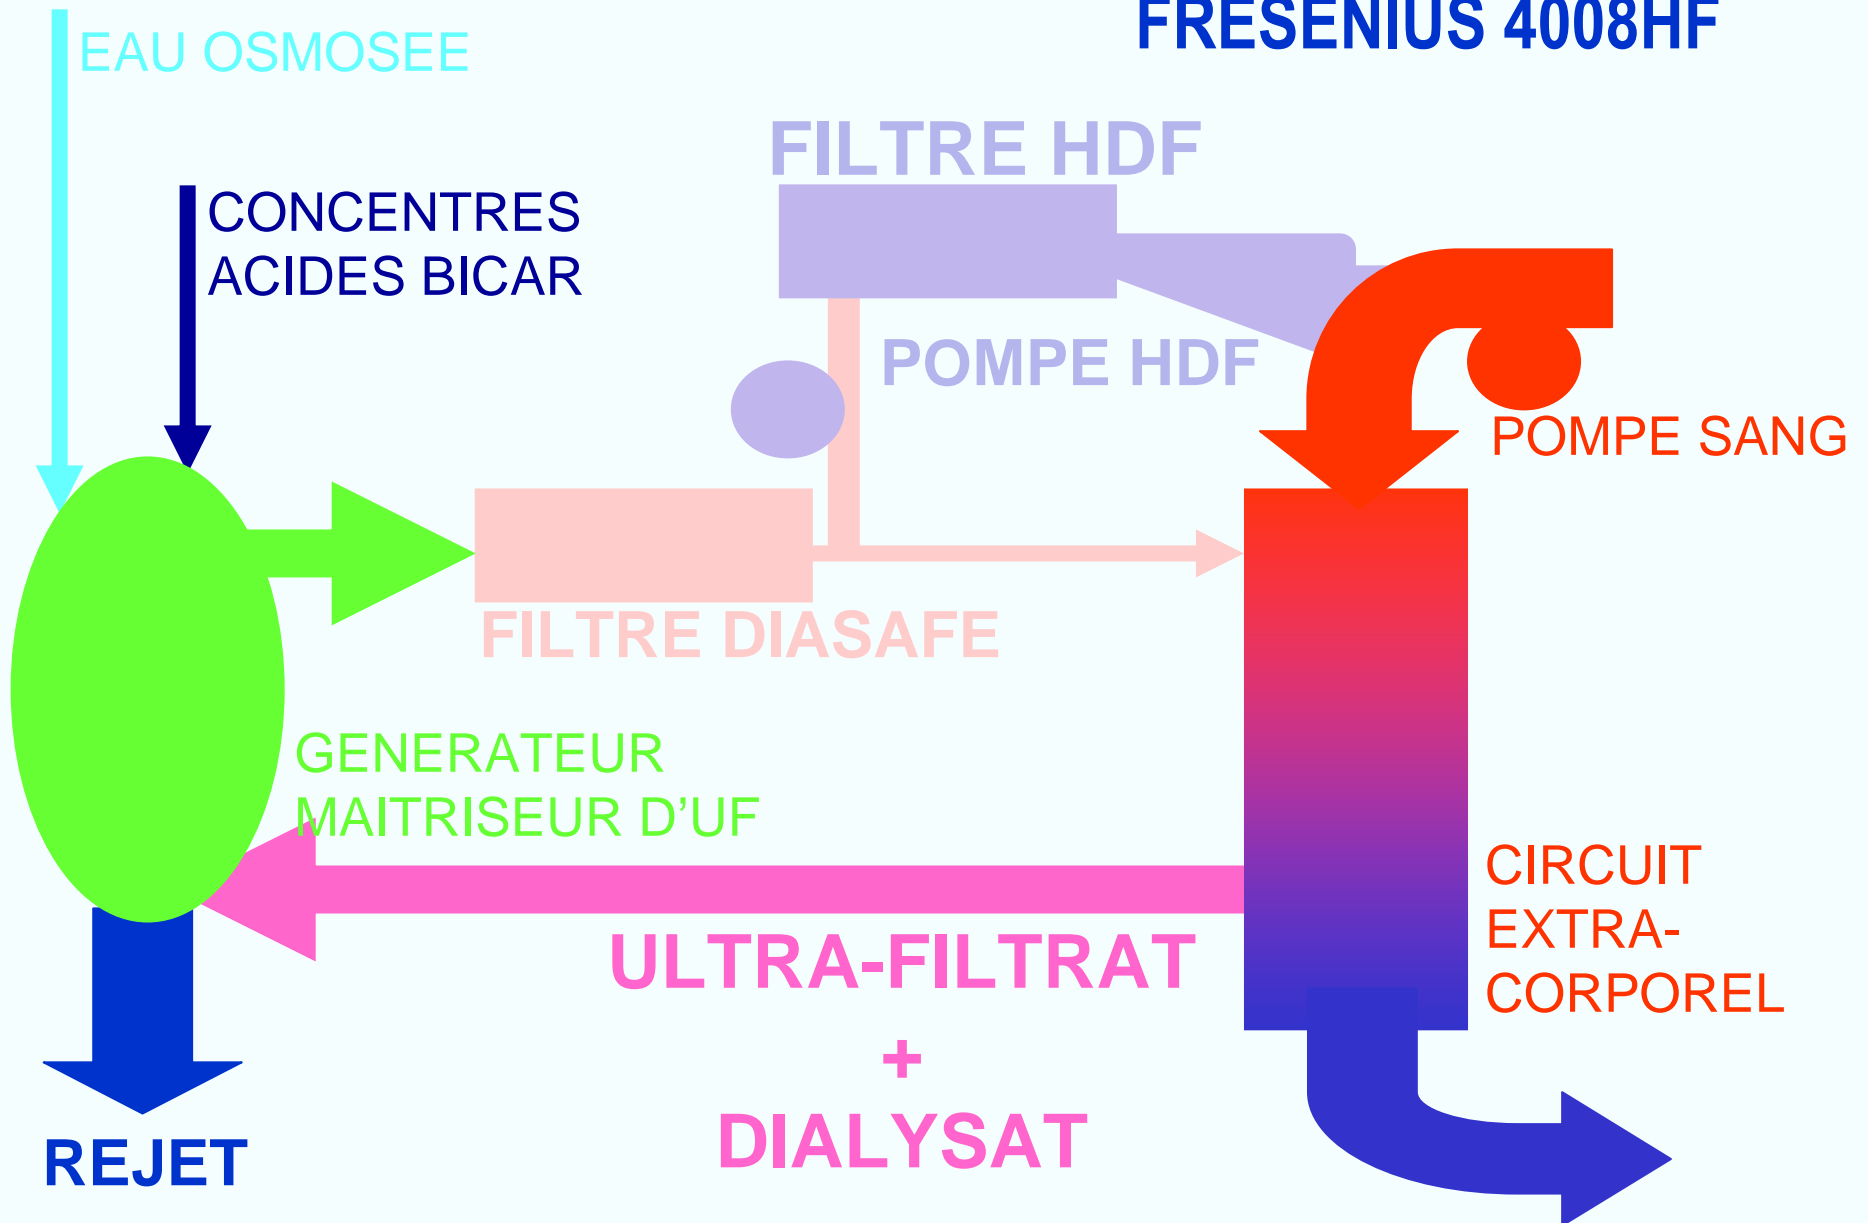 FRESENIUS 4008HF
EAU OSMOSEE
FILTRE HDF
CONCENTRES
ACIDES BICAR
POMPE HDF
POMPE SANG
FILTRE DIASAFE
GENERATEUR
MAITRISEUR D’UF
CIRCUIT
EXTRA-
CORPOREL
ULTRA-FILTRAT
+
DIALYSAT
REJET